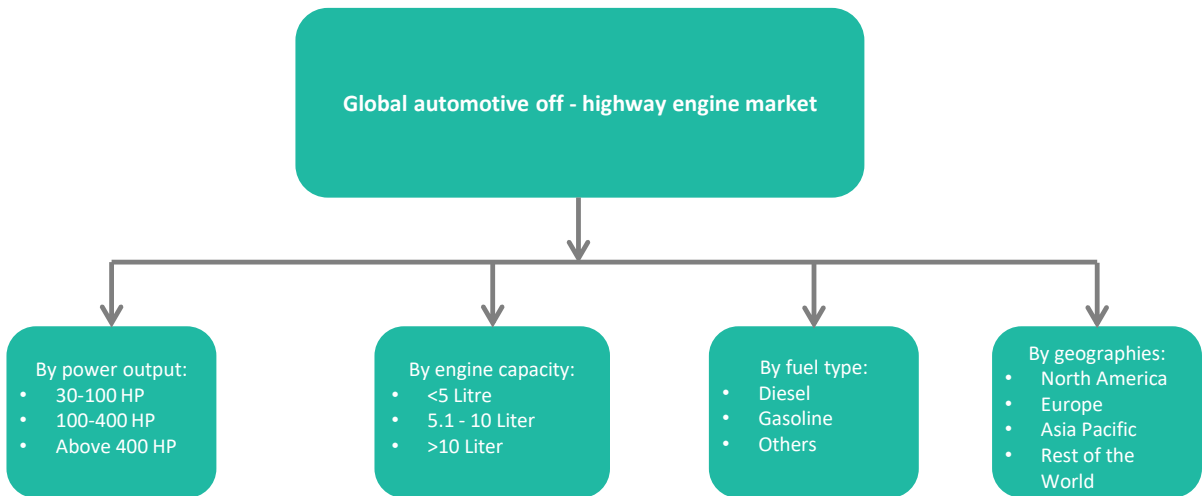 Global automotive off - highway engine market
By power output:
• 30-100 HP
• 100-400 HP
• Above 400 HP
By engine capacity:
• <5 Litre
• 5.1 - 10 Liter
• >10 Liter
By fuel type:
• Diesel
• Gasoline
• Others
By geographies:
• North America
• Europe
• Asia Pacific
• Rest of the
World